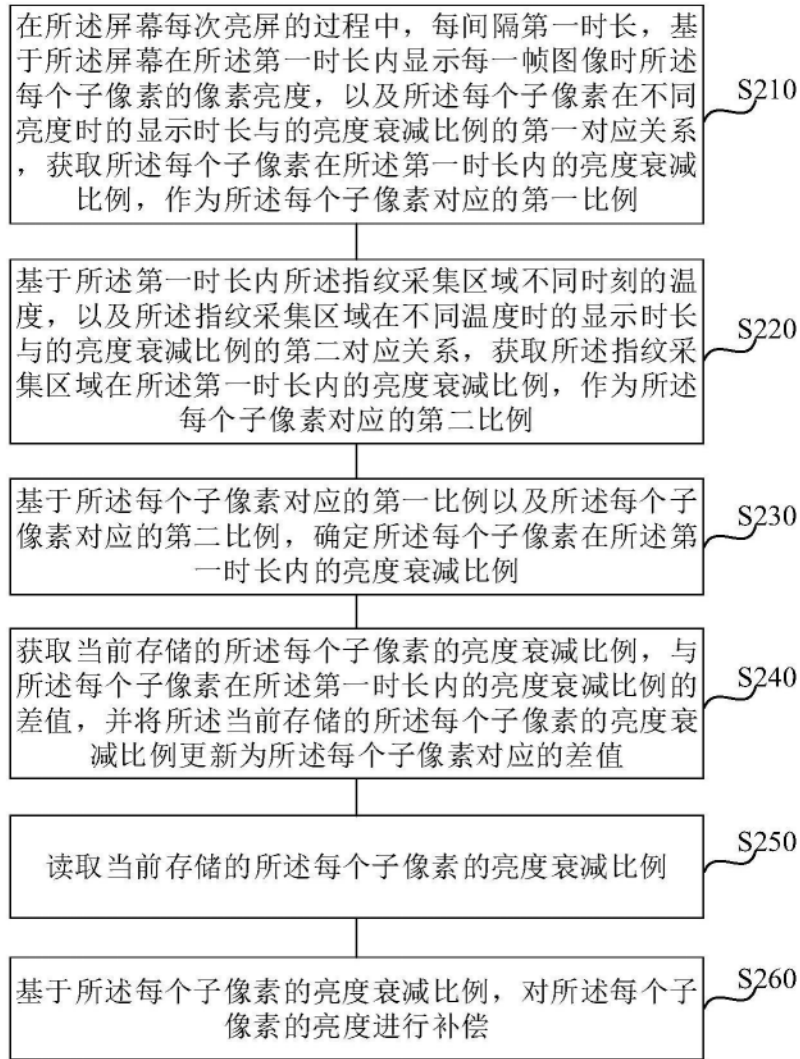 在所述屏幕每次亮屏的过程中，每间隔第一时长，基
于所述屏幕在所述第一时长内显示每一帧图像时所述
每个子像素的像素亮度，以及所述每个子像素在不同
亮度时的显示时长与的亮度衰减比例的第一对应关系
，获取所述每个子像素在所述第一时长内的亮度衰减
比例，作为所述每个子像素对应的第一比例
S210
基于所述第一时长内所述指纹采集区域不同时刻的温
度，以及所述指纹采集区域在不同温度时的显示时长
与的亮度衰减比例的第二对应关系，获取所述指纹采
集区域在所述第一时长内的亮度衰减比例，作为所述
每个子像素对应的第二比例
S220
基于所述每个子像素对应的第一比例以及所述每个子
像素对应的第二比例，确定所述每个子像素在所述第
一时长内的亮度衰减比例
S230
获取当前存储的所述每个子像素的亮度衰减比例，与
所述每个子像素在所述第一时长内的亮度衰减比例的
差值，并将所述当前存储的所述每个子像素的亮度衰
减比例更新为所述每个子像素对应的差值
S240
读取当前存储的所述每个子像素的亮度衰减比例
S250
基于所述每个子像素的亮度衰减比例，对所述每个子
像素的亮度进行补偿
S260